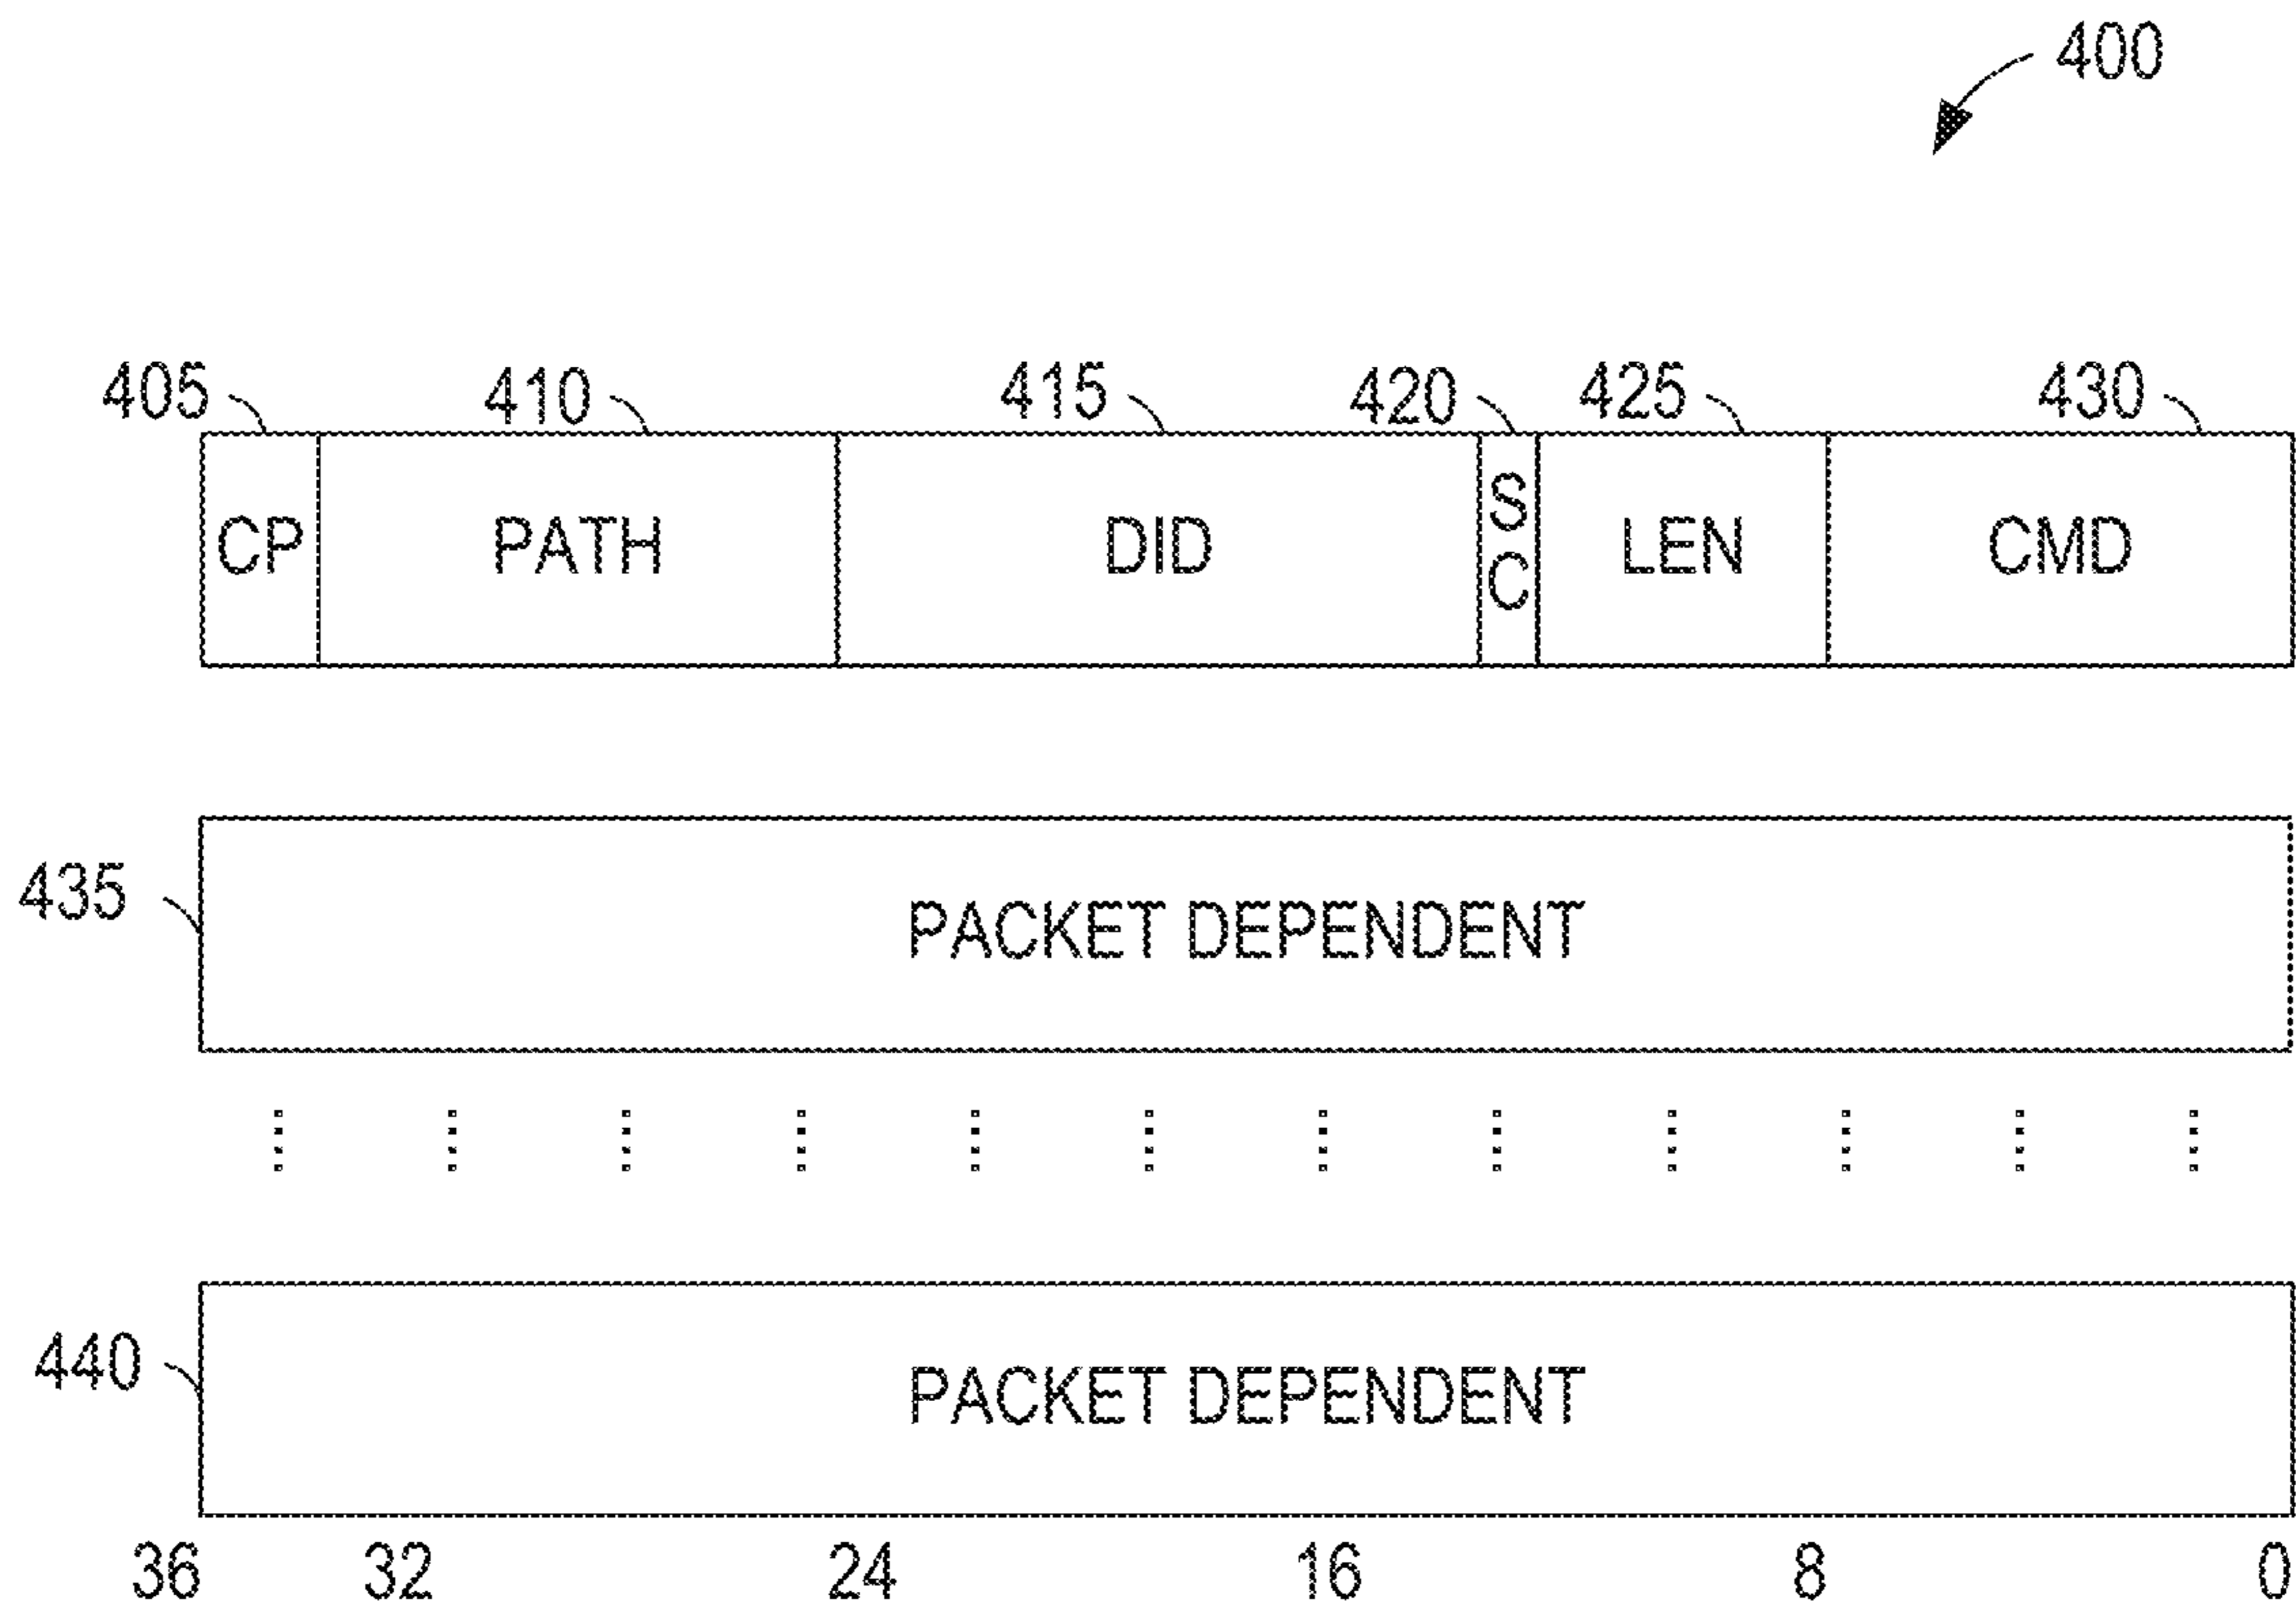 400
405 410 415 420 425 430
CP PATH DID SC LEN CMD
435 PACKET DEPENDENT
440 PACKET DEPENDENT
36 32 24 16 8 0